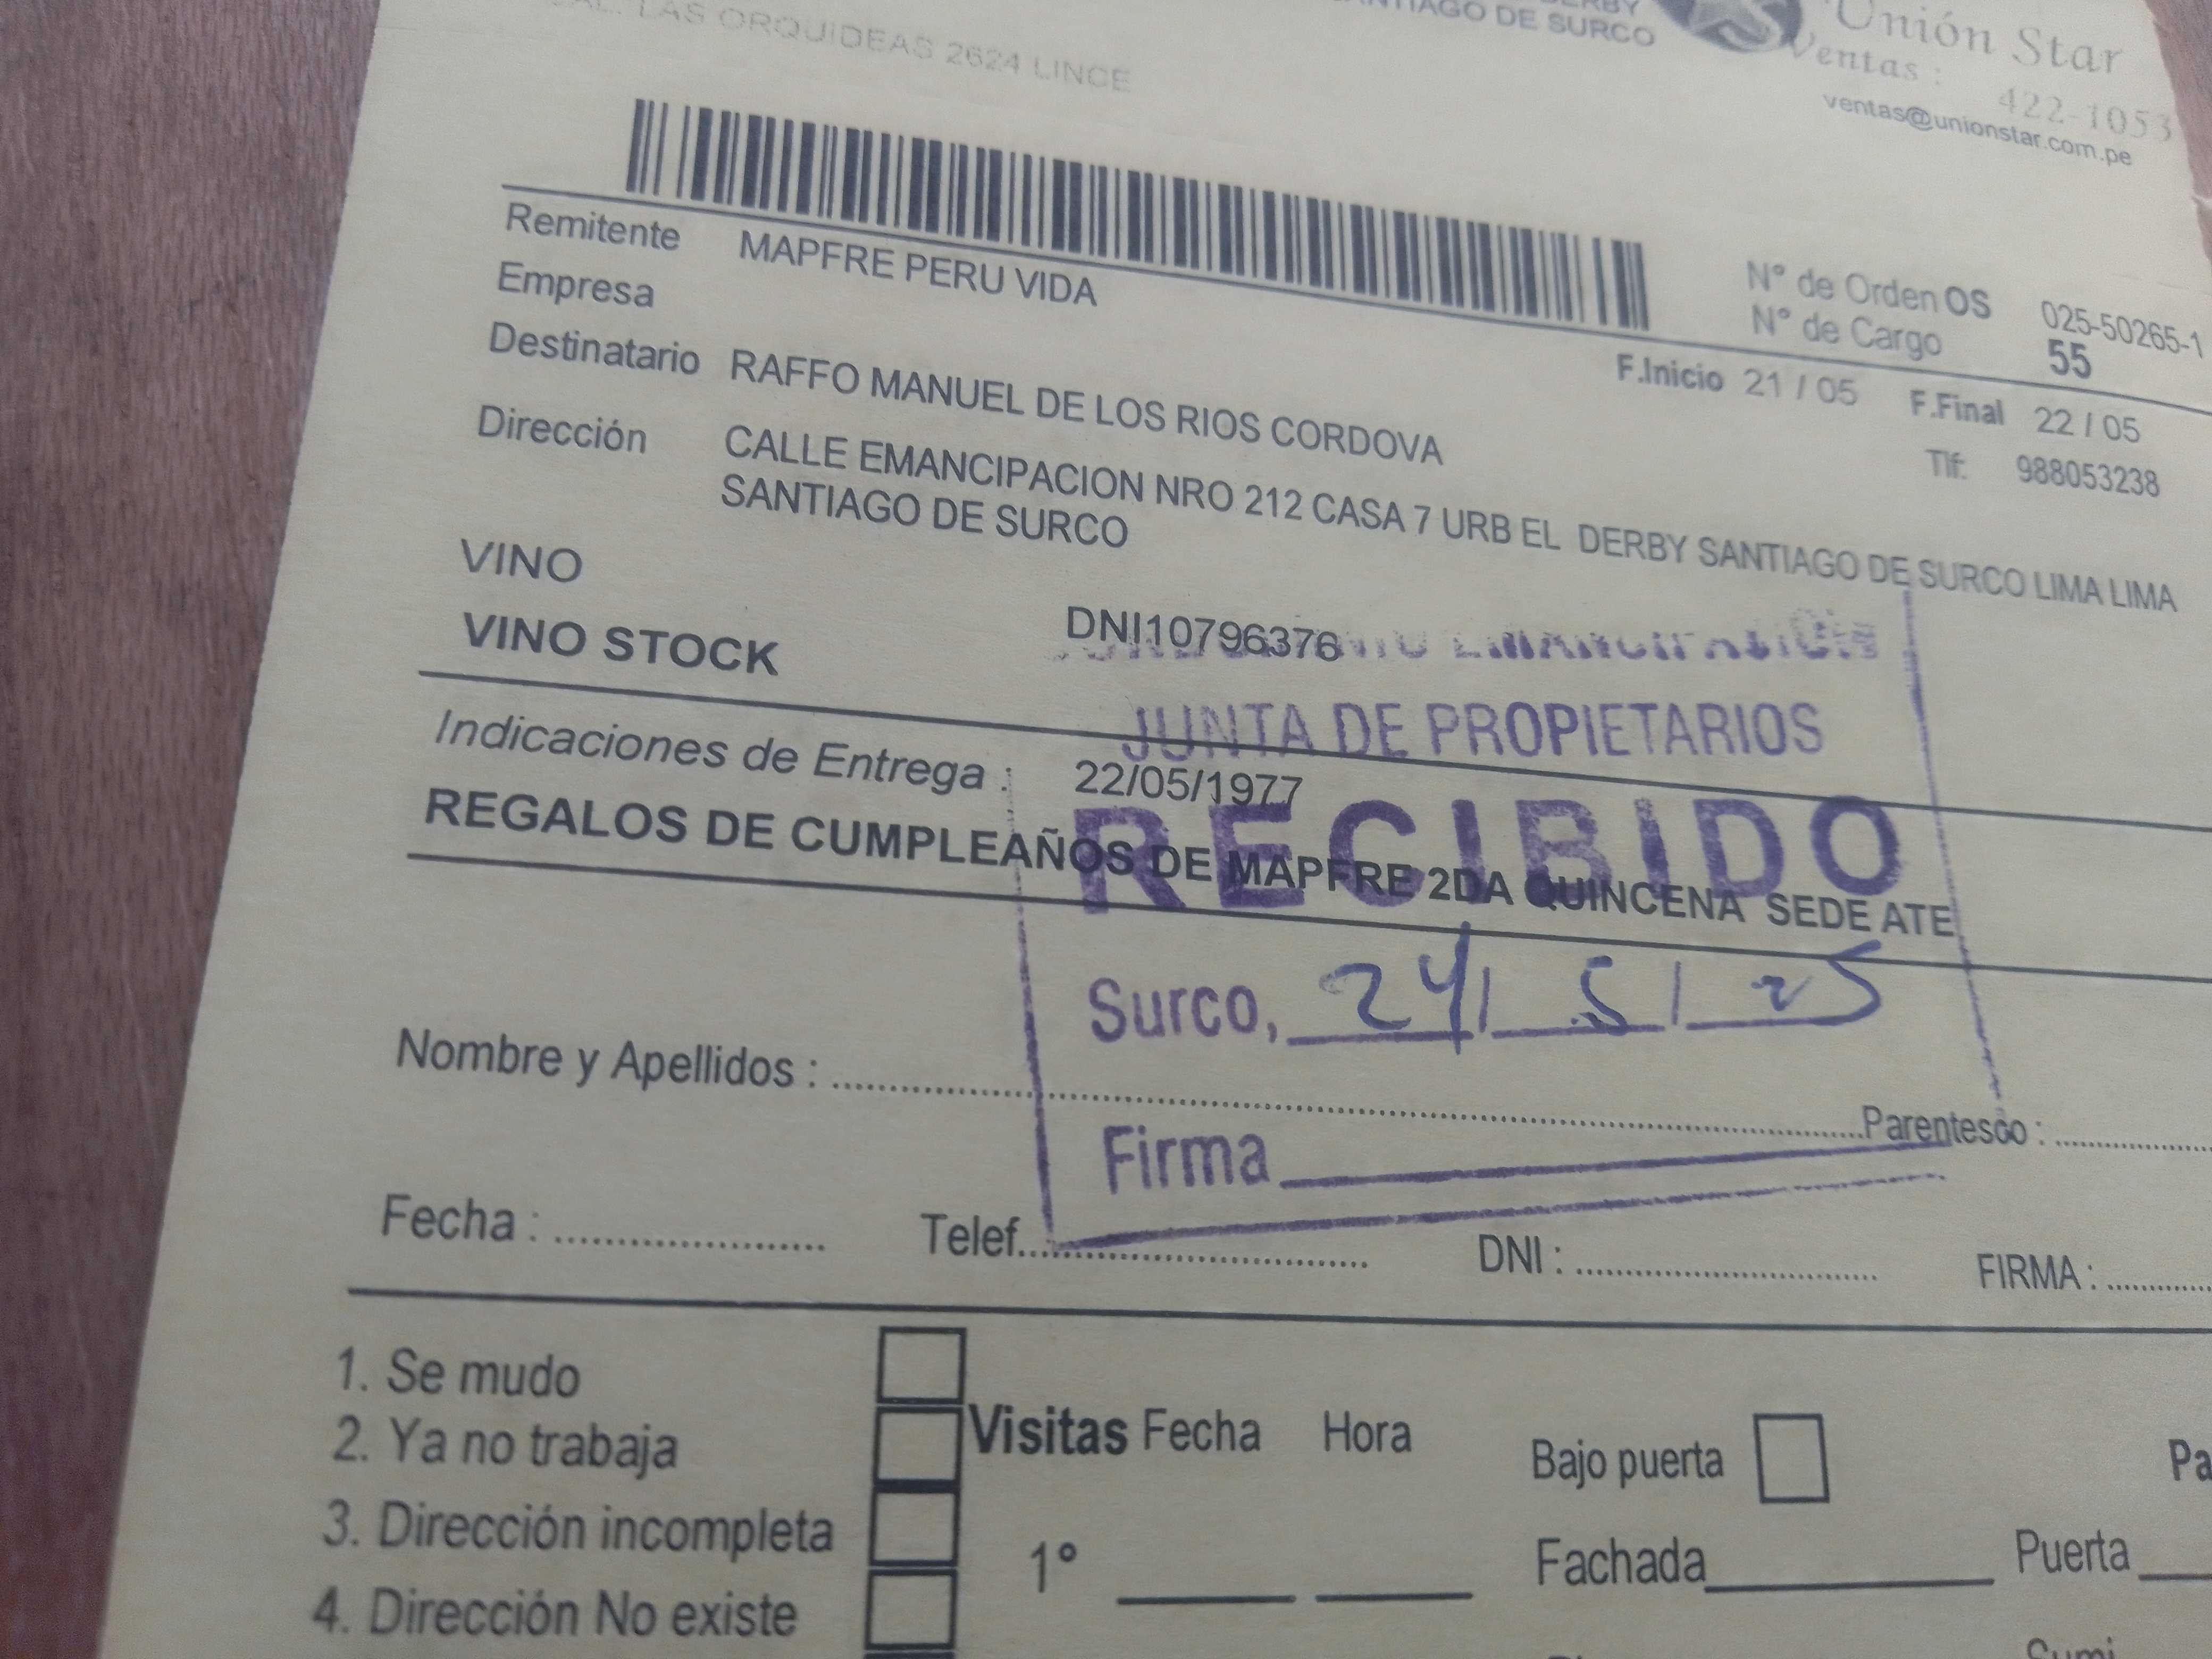 LAS ORQUIDEAS 2624 LINCE
DERBY
SANTIAGO DE SURCO
Unión Star
Ventas : 422-1053
ventas@unionstar.com.pe
Remitente MAPFRE PERU VIDA
Empresa
N° de Orden OS 025-50265-1
N° de Cargo 55
Destinatario RAFFO MANUEL DE LOS RIOS CORDOVA
F.Inicio 21 / 05 F.Final 22 / 05
Tlf: 988053238
Dirección CALLE EMANCIPACION NRO 212 CASA 7 URB EL DERBY SANTIAGO DE SURCO LIMA LIMA
SANTIAGO DE SURCO
VINO
VINO STOCK DNI10796376
JUNTA DE PROPIETARIOS
Indicaciones de Entrega : 22/05/1977
REGALOS DE CUMPLEAÑOS DE MAPFRE 2DA QUINCENA SEDE ATE
RECIBIDO
Surco, 24/ 5 / 25
Nombre y Apellidos : Parentesco :
Firma
Fecha : Telef. DNI : FIRMA :
1. Se mudo
2. Ya no trabaja
3. Dirección incompleta
4. Dirección No existe
Visitas Fecha Hora
1°
Bajo puerta
Fachada Puerta